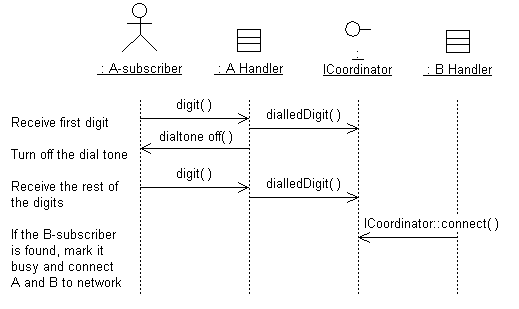 : A-subscriber
: A Handler
:
ICoordinator
: B Handler
digit( )
Receive first digit
dialledDigit( )
dialtone off( )
Turn off the dial tone
digit( )
dialledDigit( )
Receive the rest of
the digits
ICoordinator::connect( )
If the B-subscriber
is found, mark it
busy and connect
A and B to network